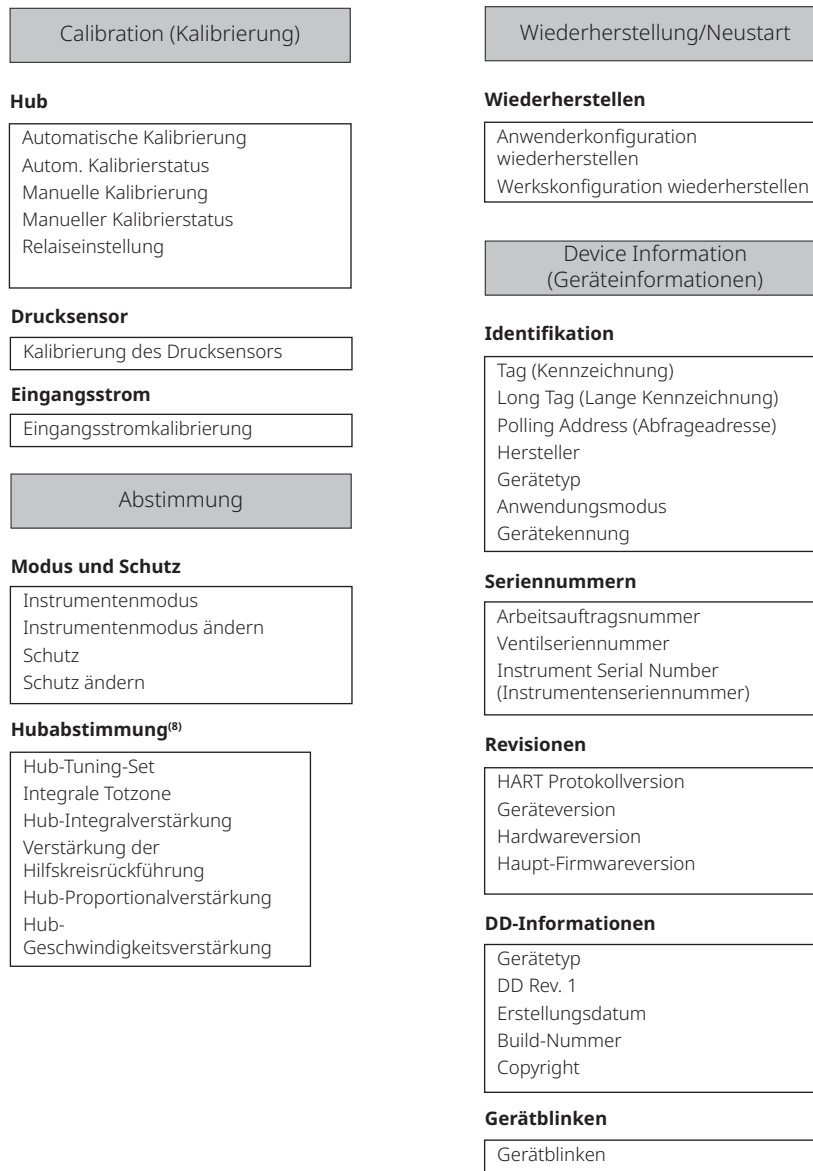 Calibration (Kalibrierung)
Hub
Automatische Kalibrierung
Autom. Kalibrierstatus
Manuelle Kalibrierung
Manueller Kalibrierstatus
Relaiseinstellung
Drucksensor
Kalibrierung des Drucksensors
Eingangsstrom
Eingangsstromkalibrierung
Abstimmung
Modus und Schutz
Instrumentenmodus
Instrumentenmodus ändern
Schutz
Schutz ändern
Hubabstimmung(8)
Hub-Tuning-Set
Integrale Totzone
Hub-Integralverstärkung
Verstärkung der
Hilfskreisrückführung
Hub-Proportionalverstärkung
Hub-
Geschwindigkeitsverstärkung
Wiederherstellung/Neustart
Wiederherstellen
Anwenderkonfiguration
wiederherstellen
Werkskonfiguration wiederherstellen
Device Information
(Geräteinformationen)
Identifikation
Tag (Kennzeichnung)
Long Tag (Lange Kennzeichnung)
Polling Address (Abfrageadresse)
Hersteller
Gerätetyp
Anwendungsmodus
Gerätekennung
Seriennummern
Arbeitsauftragsnummer
Ventilseriennummer
Instrument Serial Number
(Instrumentenseriennummer)
Revisionen
HART Protokollversion
Geräteversion
Hardwareversion
Haupt-Firmwareversion
DD-Informationen
Gerätetyp
DD Rev. 1
Erstellungsdatum
Build-Nummer
Copyright
Gerätblinken
Gerätblinken